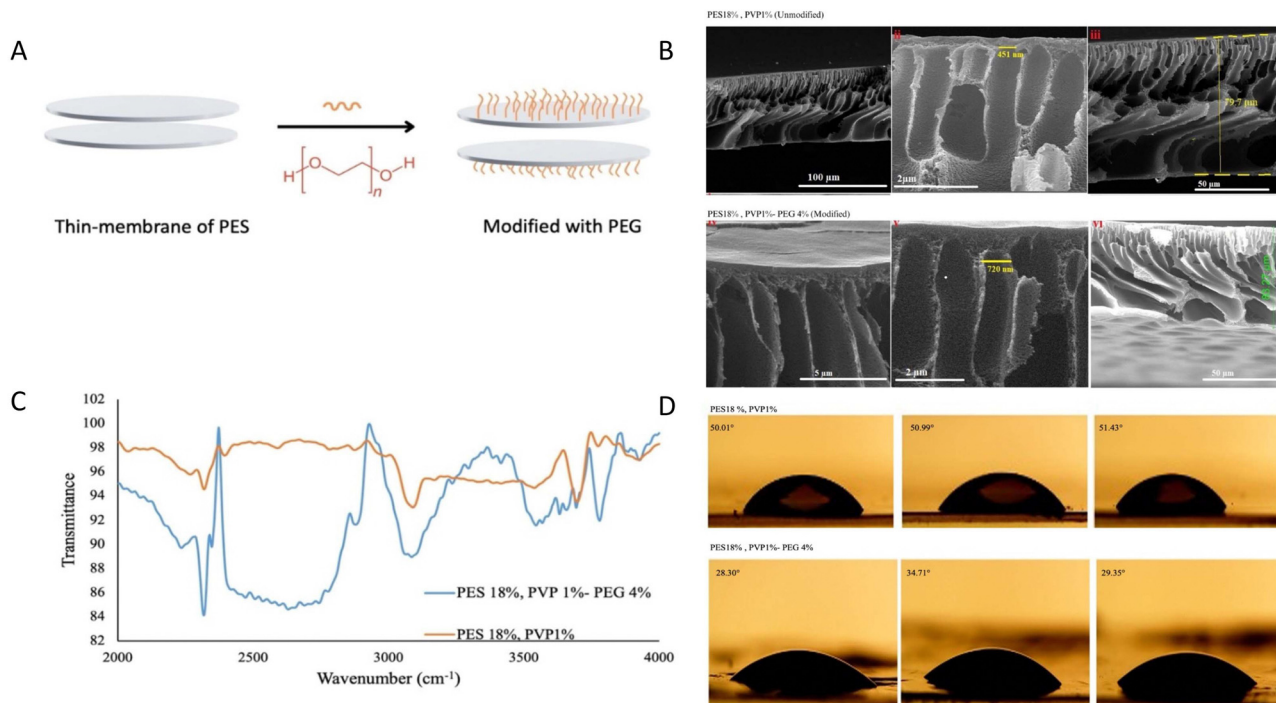 A
H
O
O
H
n
Thin-membrane of PES
Modified with PEG
B
PES18% , PVP1% (Unmodified)
100 µm
ii
451 nm
2µm
iii
79.7 µm
50 µm
PES18% , PVP1%- PEG 4% (Modified)
5 µm
v
720 nm
2 µm
vi
50 µm
C
102
100
98
96
94
92
90
88
86
84
82
Transmittance
2000
2500
3000
3500
4000
Wavenumber (cm⁻¹)
PES 18%, PVP 1%- PEG 4%
PES 18%, PVP1%
D
PES18 %, PVP1%
50.01°
50.99°
51.43°
PES18% , PVP1%- PEG 4%
28.30°
34.71°
29.35°